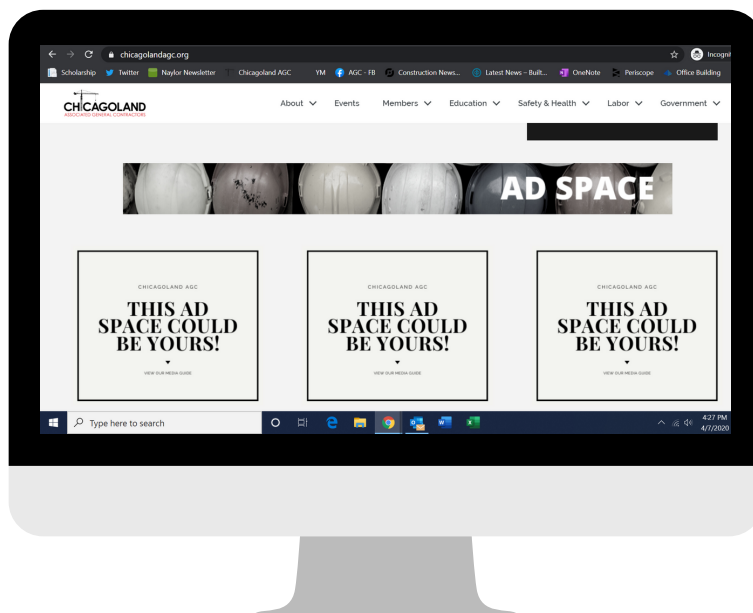 chicagolandagc.org
Incognit
Scholarship Twitter Naylor Newsletter Chicagoland AGC YM AGC - FB Construction News... Latest News – Built... OneNote Periscope Office Building
CHICAGOLAND
ASSOCIATED GENERAL CONTRACTORS
About Events Members Education Safety & Health Labor Government
AD SPACE
CHICAGOLAND AGC
THIS AD
SPACE COULD
BE YOURS!
VIEW OUR MEDIA GUIDE
CHICAGOLAND AGC
THIS AD
SPACE COULD
BE YOURS!
VIEW OUR MEDIA GUIDE
CHICAGOLAND AGC
THIS AD
SPACE COULD
BE YOURS!
VIEW OUR MEDIA GUIDE
Type here to search
4:27 PM
4/7/2020